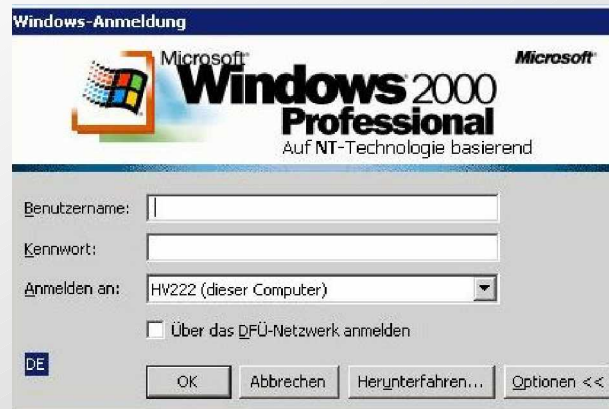 Windows-Anmeldung
Microsoft
Microsoft
Windows 2000
Professional
Auf NT-Technologie basierend
Benutzername:
Kennwort:
Anmelden an: HV222 (dieser Computer)
Über das DFÜ-Netzwerk anmelden
DE
OK Abbrechen Herunterfahren... Optionen <<